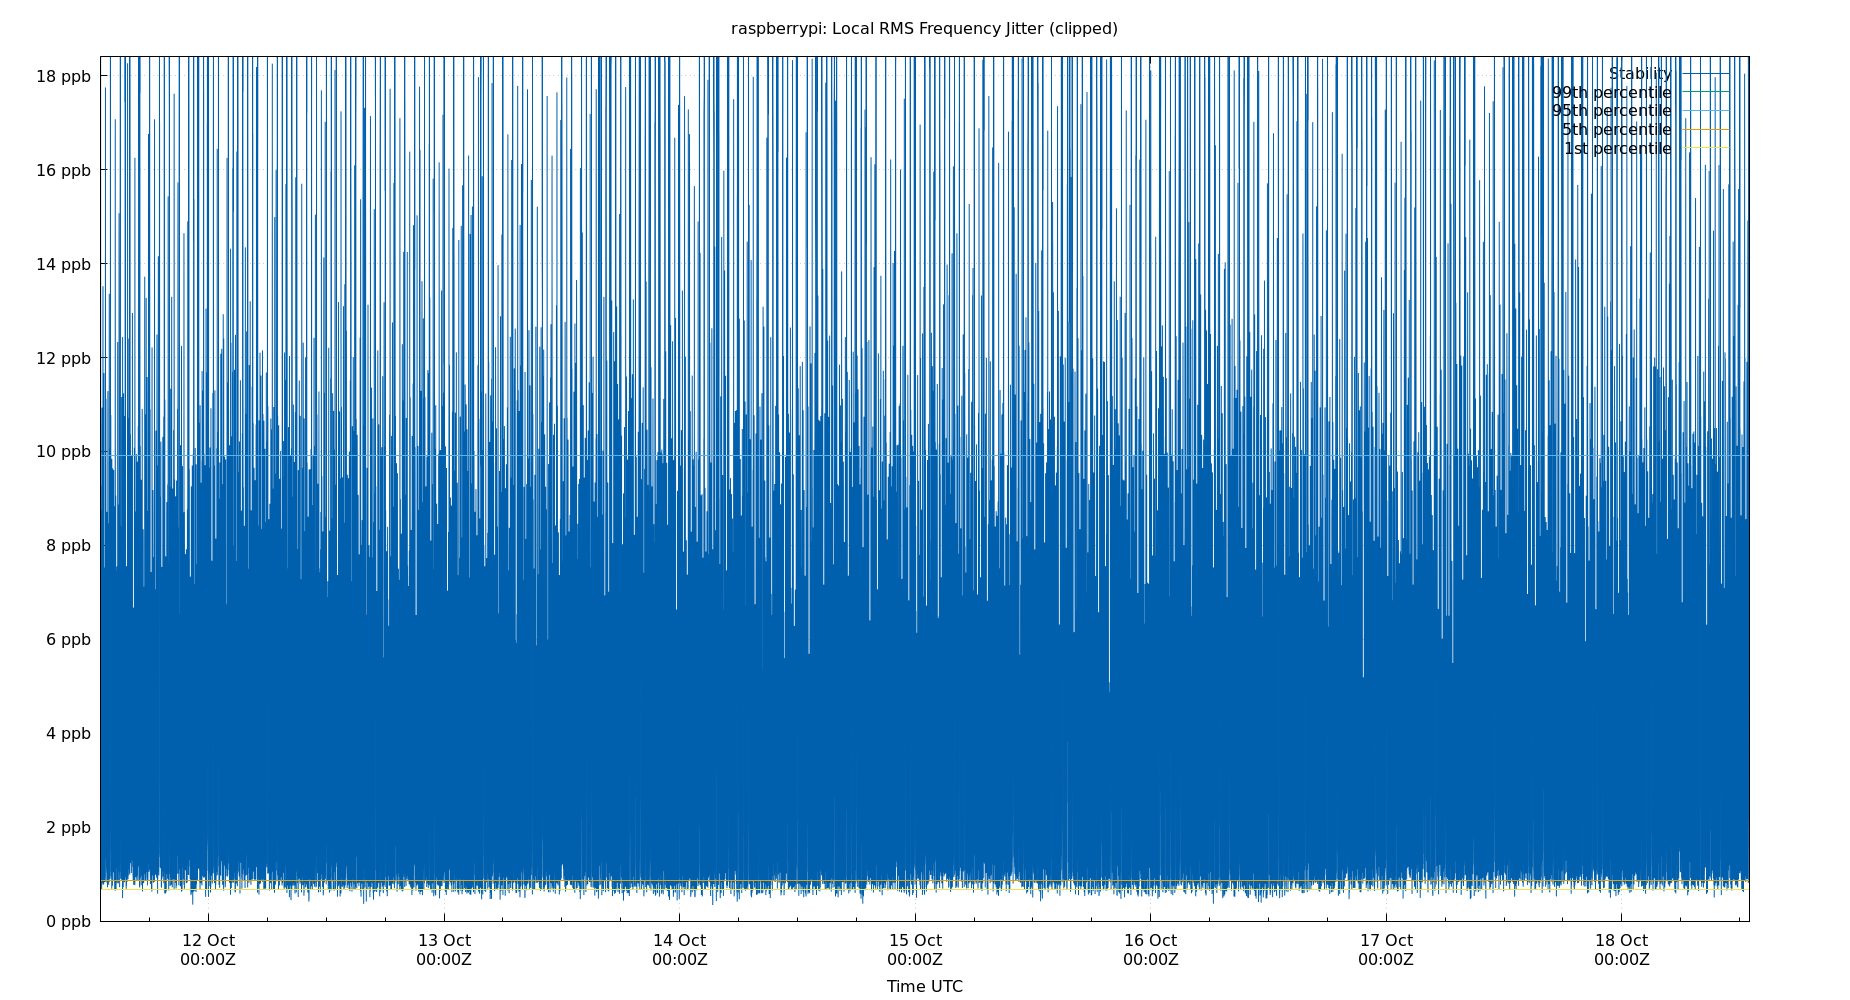 raspberrypi: Local RMS Frequency Jitter (clipped)
18 ppb
16 ppb
14 ppb
12 ppb
10 ppb
8 ppb
6 ppb
4 ppb
2 ppb
0 ppb
Stability
99th percentile
95th percentile
5th percentile
1st percentile
12 Oct
00:00Z
13 Oct
00:00Z
14 Oct
00:00Z
15 Oct
00:00Z
16 Oct
00:00Z
17 Oct
00:00Z
18 Oct
00:00Z
Time UTC